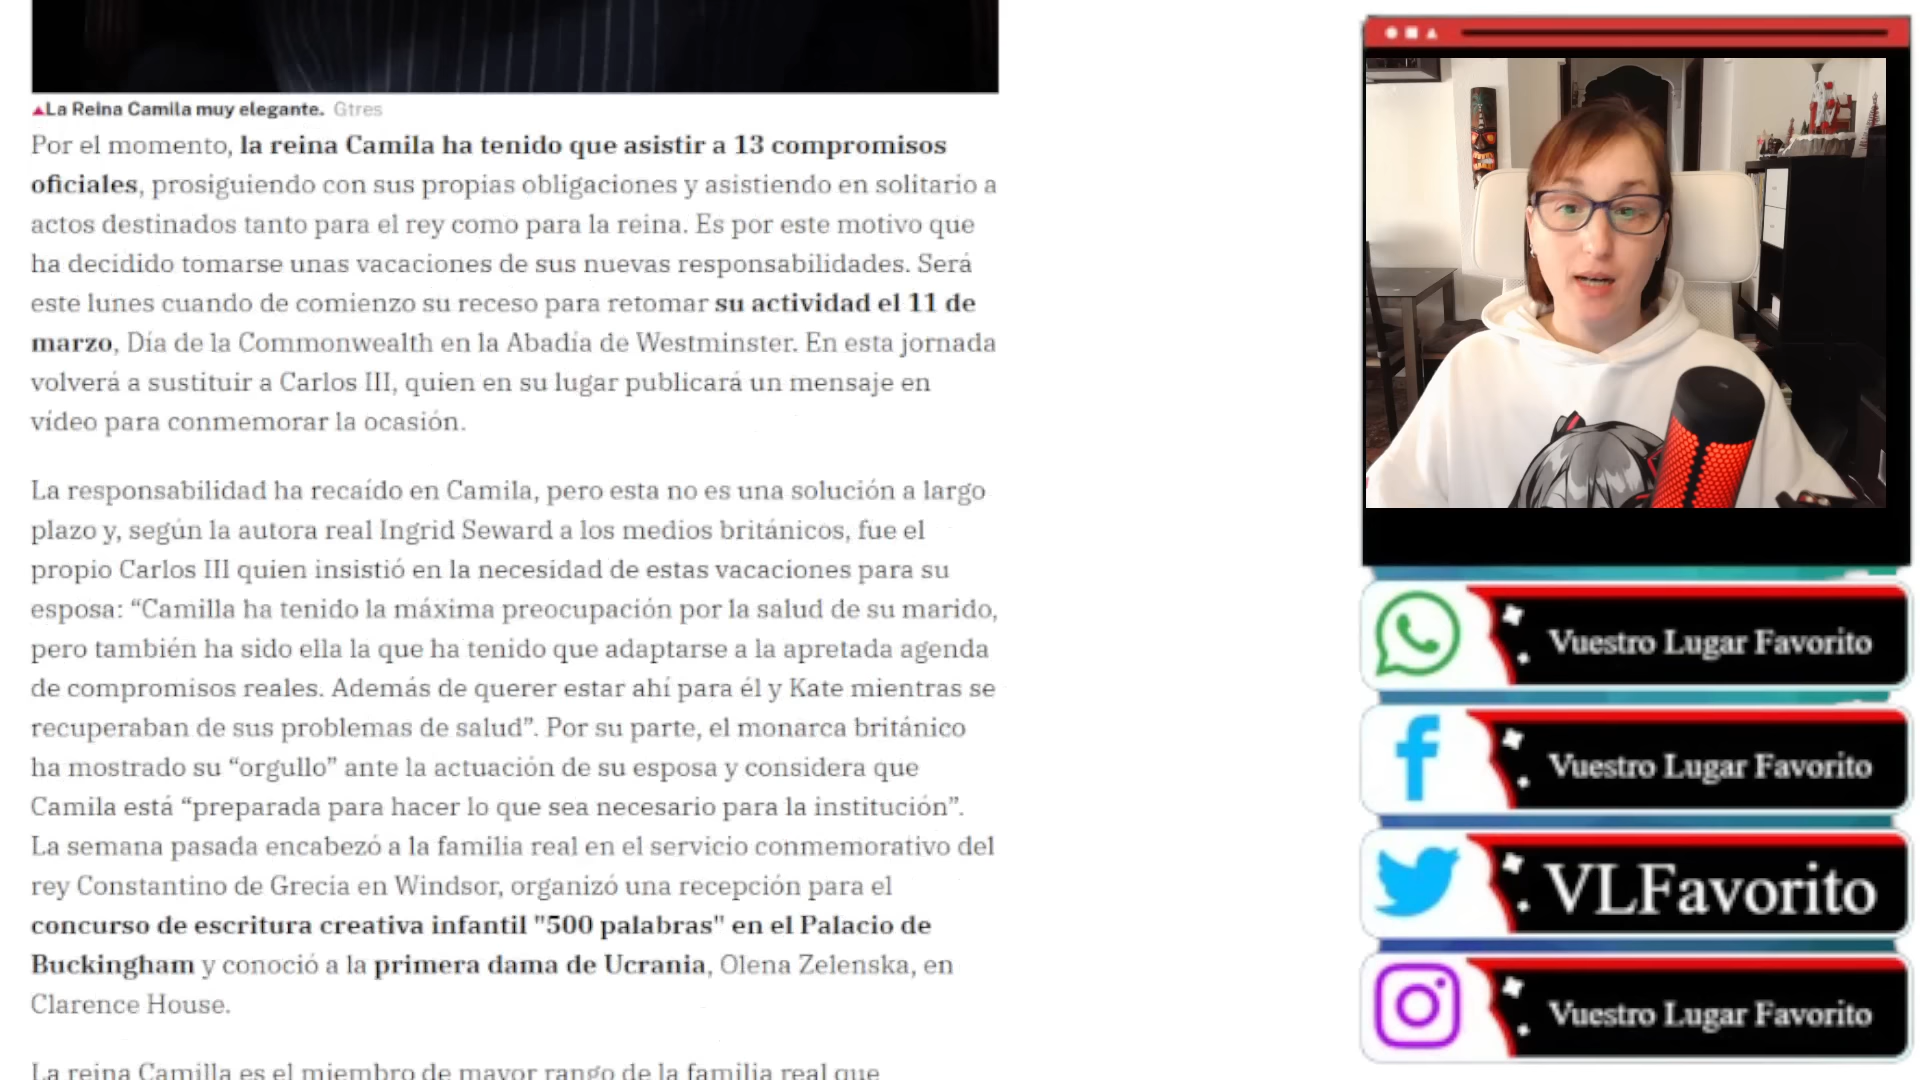 ▲La Reina Camila muy elegante. Gtres
Por el momento, la reina Camila ha tenido que asistir a 13 compromisos
oficiales, prosiguiendo con sus propias obligaciones y asistiendo en solitario a
actos destinados tanto para el rey como para la reina. Es por este motivo que
ha decidido tomarse unas vacaciones de sus nuevas responsabilidades. Será
este lunes cuando de comienzo su receso para retomar su actividad el 11 de
marzo, Día de la Commonwealth en la Abadía de Westminster. En esta jornada
volverá a sustituir a Carlos III, quien en su lugar publicará un mensaje en
vídeo para conmemorar la ocasión.
La responsabilidad ha recaído en Camila, pero esta no es una solución a largo
plazo y, según la autora real Ingrid Seward a los medios británicos, fue el
propio Carlos III quien insistió en la necesidad de estas vacaciones para su
esposa: “Camilla ha tenido la máxima preocupación por la salud de su marido,
pero también ha sido ella la que ha tenido que adaptarse a la apretada agenda
de compromisos reales. Además de querer estar ahí para él y Kate mientras se
recuperaban de sus problemas de salud”. Por su parte, el monarca británico
ha mostrado su “orgullo” ante la actuación de su esposa y considera que
Camila está “preparada para hacer lo que sea necesario para la institución”.
La semana pasada encabezó a la familia real en el servicio conmemorativo del
rey Constantino de Grecia en Windsor, organizó una recepción para el
concurso de escritura creativa infantil "500 palabras" en el Palacio de
Buckingham y conoció a la primera dama de Ucrania, Olena Zelenska, en
Clarence House.
La reina Camilla es el miembro de mayor rango de la familia real que
Vuestro Lugar Favorito
Vuestro Lugar Favorito
VLFavorito
Vuestro Lugar Favorito